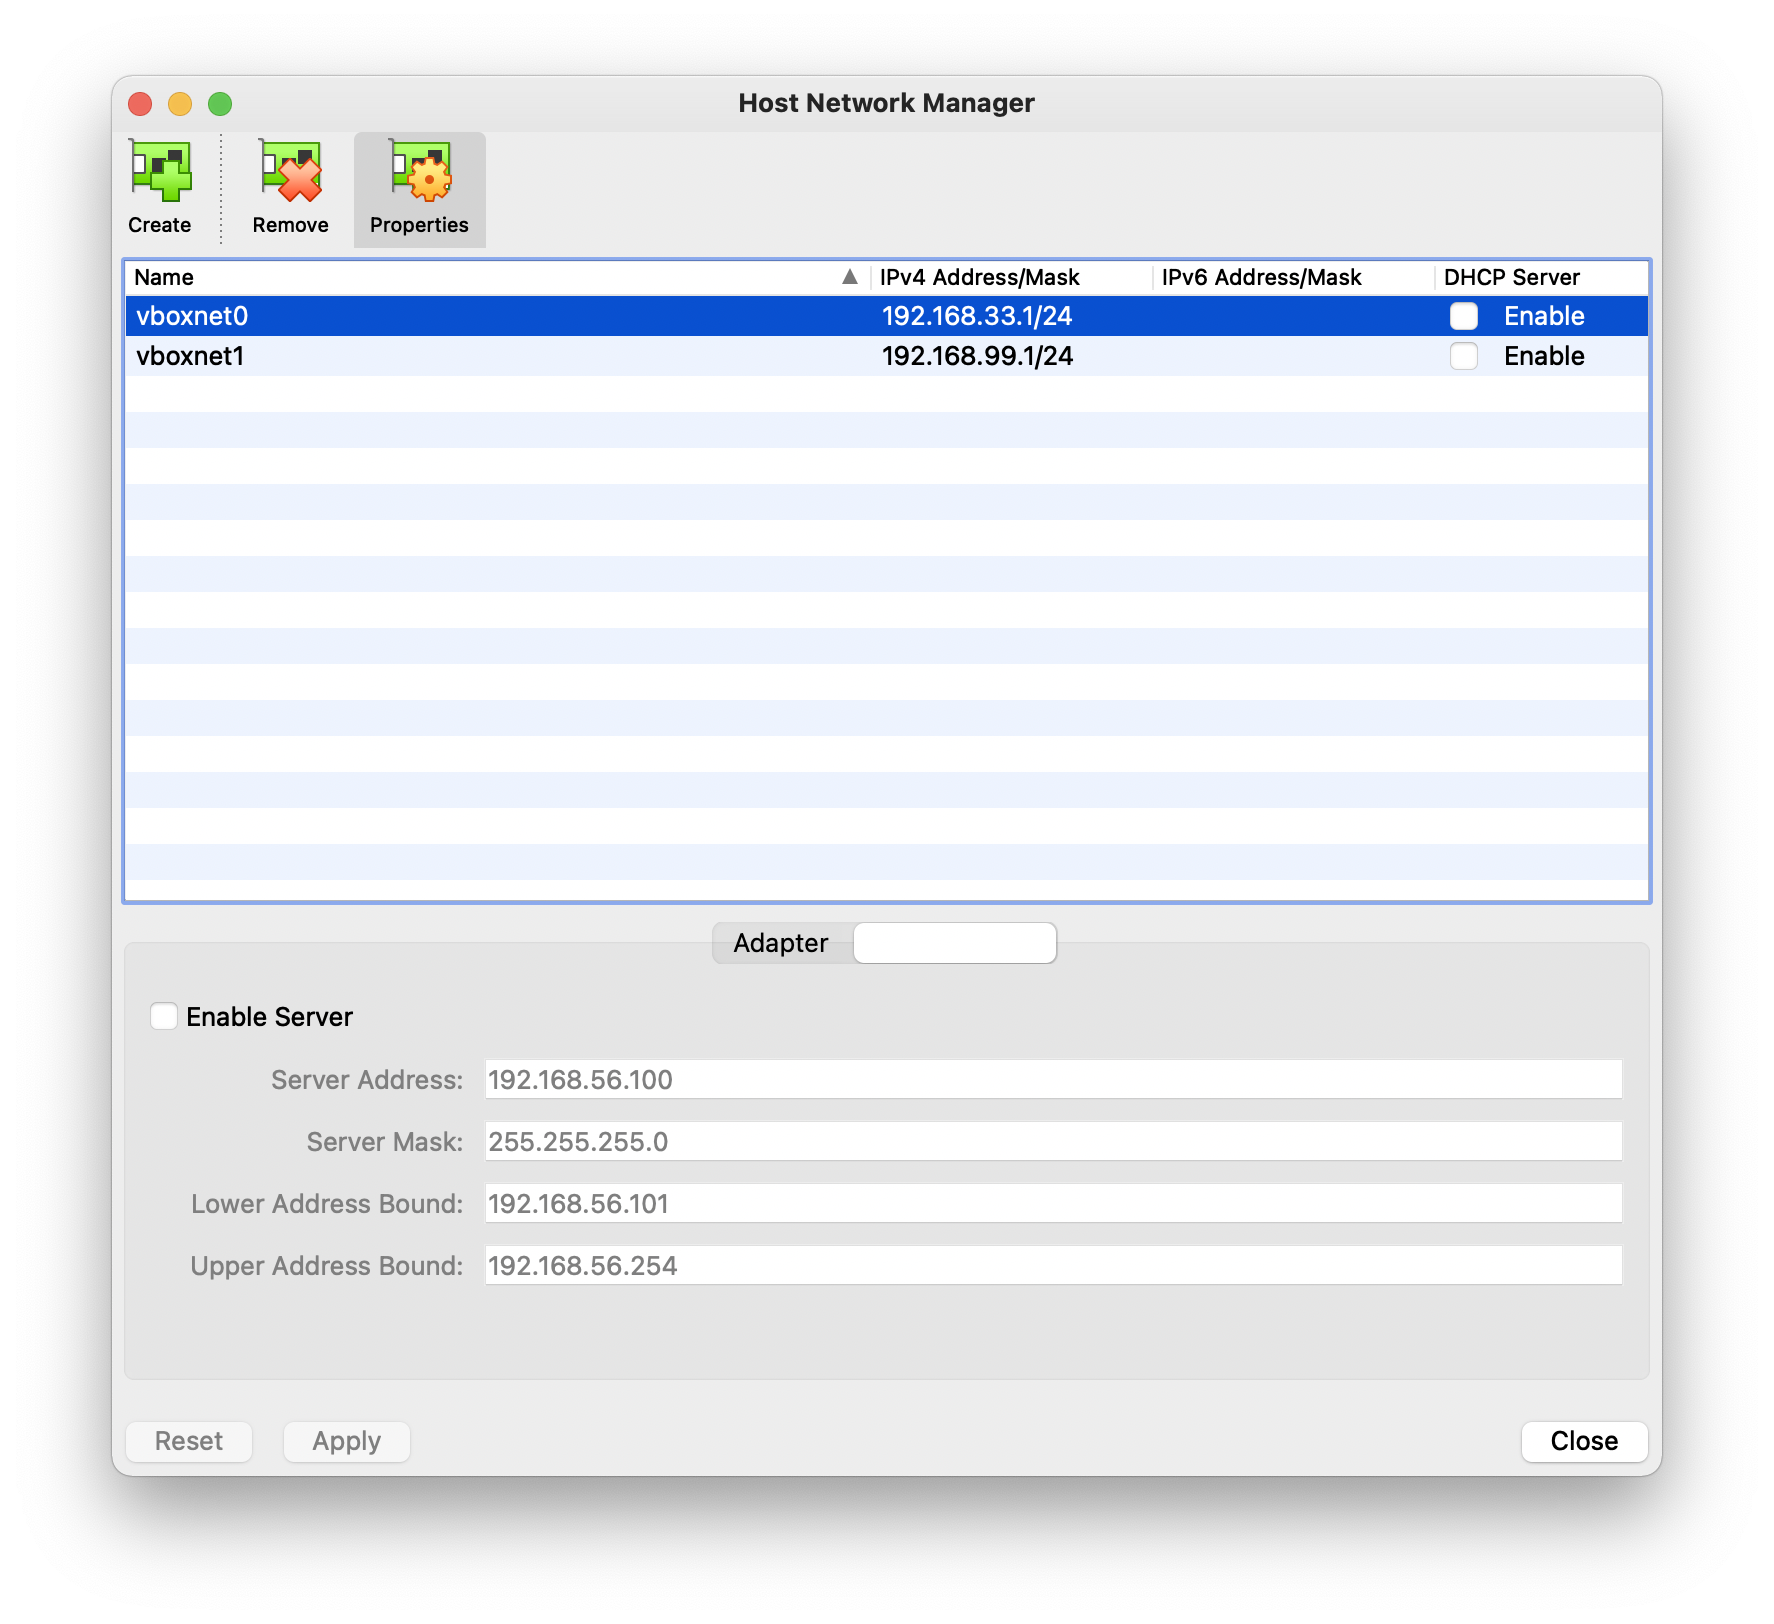 Host Network Manager
Create Remove Properties
Name IPv4 Address/Mask IPv6 Address/Mask DHCP Server
vboxnet0 192.168.33.1/24 Enable
vboxnet1 192.168.99.1/24 Enable
Adapter
Enable Server
Server Address: 192.168.56.100
Server Mask: 255.255.255.0
Lower Address Bound: 192.168.56.101
Upper Address Bound: 192.168.56.254
Reset Apply Close